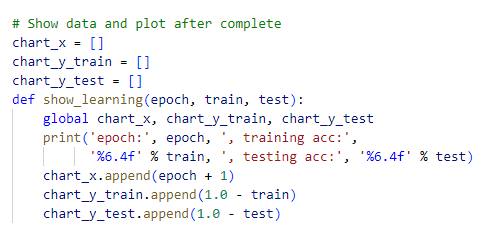 # Show data and plot after complete
chart_x = []
chart_y_train = []
chart_y_test = []
def show_learning(epoch, train, test):
    global chart_x, chart_y_train, chart_y_test
    print('epoch:', epoch, ', training acc:',
          '%6.4f' % train, ', testing acc:', '%6.4f' % test)
    chart_x.append(epoch + 1)
    chart_y_train.append(1.0 - train)
    chart_y_test.append(1.0 - test)